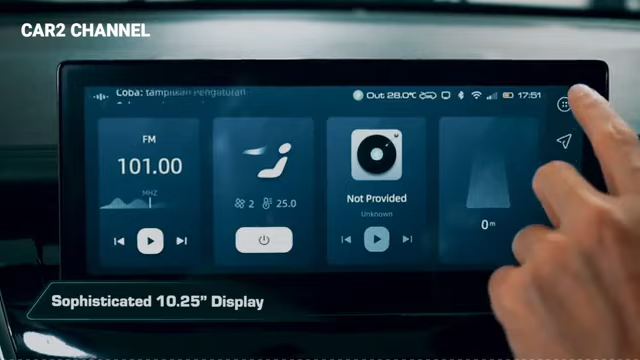 CAR2 CHANNEL
Coba: tampilkan Pengaturan
Out 28.0℃
17:51
FM
101.00
MHZ
2
25.0
Not Provided
Unknown
0m
Sophisticated 10.25” Display